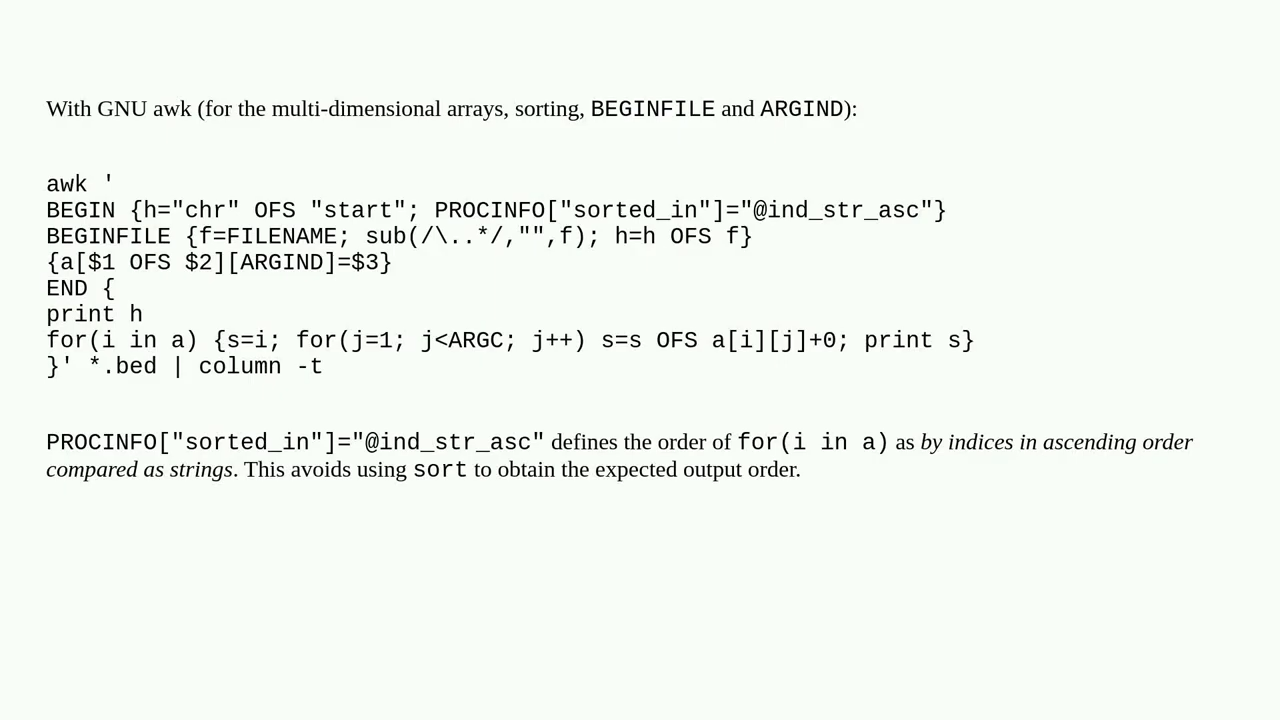 With GNU awk (for the multi-dimensional arrays, sorting, BEGINFILE and ARGIND):
awk '
BEGIN {h="chr" OFS "start"; PROCINFO["sorted_in"]="@ind_str_asc"}
BEGINFILE {f=FILENAME; sub(/\..*/,"",f); h=h OFS f}
{a[$1 OFS $2][ARGIND]=$3}
END {
print h
for(i in a) {s=i; for(j=1; j<ARGC; j++) s=s OFS a[i][j]+0; print s}
}' *.bed | column -t
PROCINFO["sorted_in"]="@ind_str_asc" defines the order of for(i in a) as by indices in ascending order
compared as strings. This avoids using sort to obtain the expected output order.